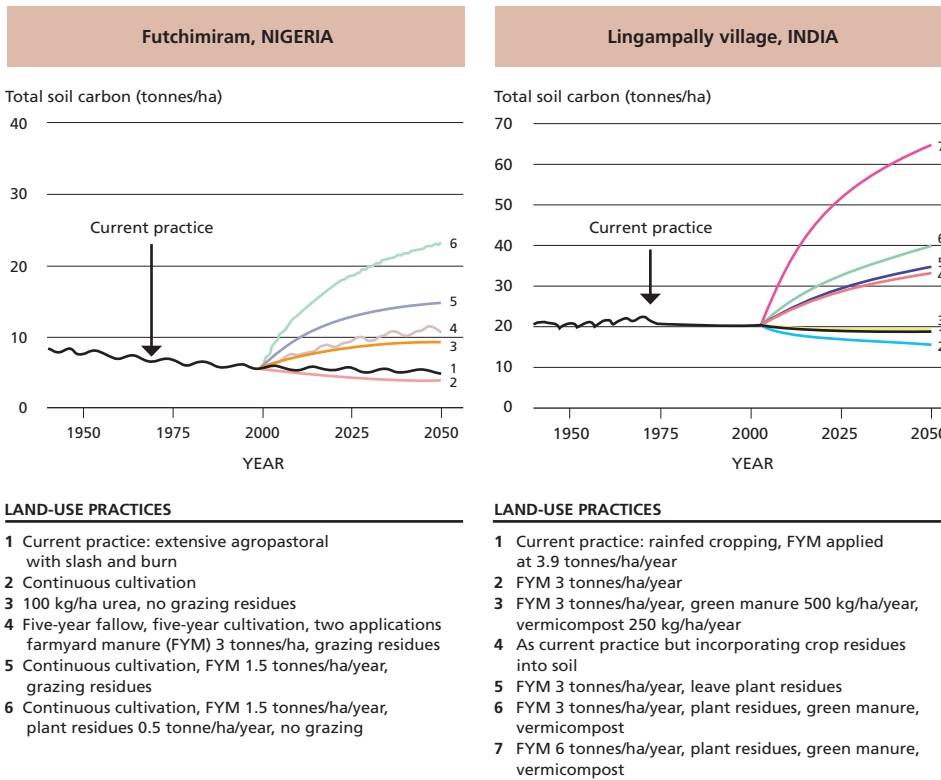 Futchimiram, NIGERIA
Total soil carbon (tonnes/ha)
40
30
20
10
0
Current practice
6
5
4
3
1
2
1950
1975
2000
2025
2050
YEAR
LAND-USE PRACTICES
1 Current practice: extensive agropastoral
with slash and burn
2 Continuous cultivation
3 100 kg/ha urea, no grazing residues
4 Five-year fallow, five-year cultivation, two applications
farmyard manure (FYM) 3 tonnes/ha, grazing residues
5 Continuous cultivation, FYM 1.5 tonnes/ha/year,
grazing residues
6 Continuous cultivation, FYM 1.5 tonnes/ha/year,
plant residues 0.5 tonne/ha/year, no grazing
Lingampally village, INDIA
Total soil carbon (tonnes/ha)
70
60
50
40
30
20
10
0
Current practice
7
6
5
4
3
2
1950
1975
2000
2025
2050
YEAR
LAND-USE PRACTICES
1 Current practice: rainfed cropping, FYM applied
at 3.9 tonnes/ha/year
2 FYM 3 tonnes/ha/year
3 FYM 3 tonnes/ha/year, green manure 500 kg/ha/year,
vermicompost 250 kg/ha/year
4 As current practice but incorporating crop residues
into soil
5 FYM 3 tonnes/ha/year, leave plant residues
6 FYM 3 tonnes/ha/year, plant residues, green manure,
vermicompost
7 FYM 6 tonnes/ha/year, plant residues, green manure,
vermicompost